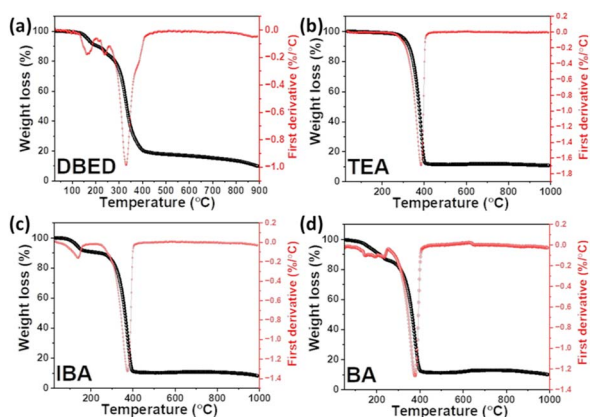 (a)
100
80
60
40
20
0
Weight loss (%)
0.0
−0.2
−0.4
−0.6
−0.8
−1.0
First derivative (%/°C)
DBED
100 200 300 400 500 600 700 800 900
Temperature (°C)
(b)
100
80
60
40
20
0
Weight loss (%)
0.2
0.0
−0.2
−0.4
−0.6
−0.8
−1.0
−1.2
−1.4
−1.6
−1.8
First derivative (%/°C)
TEA
200 400 600 800 1000
Temperature (°C)
(c)
100
80
60
40
20
0
Weight loss (%)
0.2
0.0
−0.2
−0.4
−0.6
−0.8
−1.0
−1.2
−1.4
First derivative (%/°C)
IBA
0 200 400 600 800 1000
Temperature (°C)
(d)
100
80
60
40
20
0
Weight loss (%)
0.2
0.0
−0.2
−0.4
−0.6
−0.8
−1.0
−1.2
−1.4
First derivative (%/°C)
BA
0 200 400 600 800 1000
Temperature (°C)